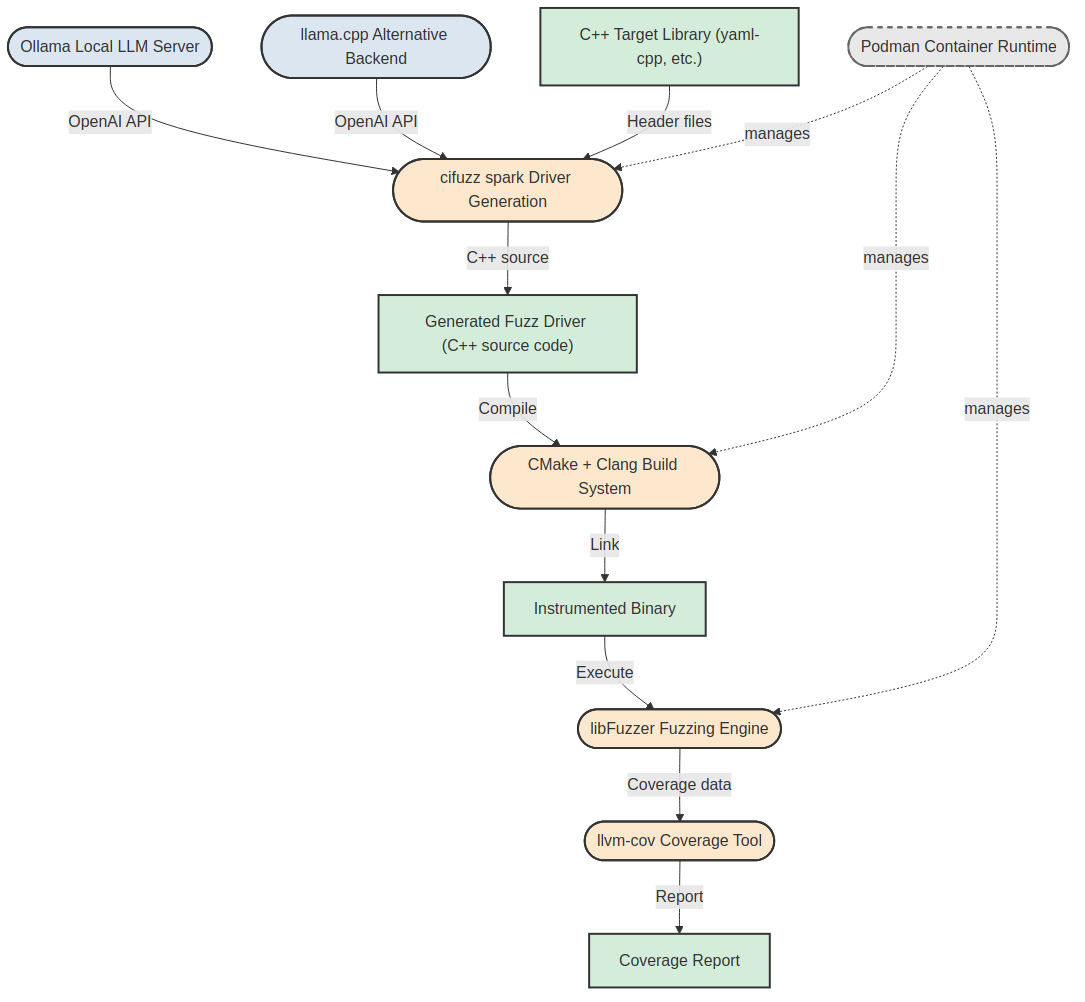 Ollama Local LLM Server
llama.cpp Alternative
Backend
C++ Target Library (yaml-
cpp, etc.)
Podman Container Runtime
OpenAI API
OpenAI API
Header files
manages
cifuzz spark Driver
Generation
C++ source
manages
Generated Fuzz Driver
(C++ source code)
Compile
manages
CMake + Clang Build
System
Link
Instrumented Binary
Execute
libFuzzer Fuzzing Engine
Coverage data
llvm-cov Coverage Tool
Report
Coverage Report